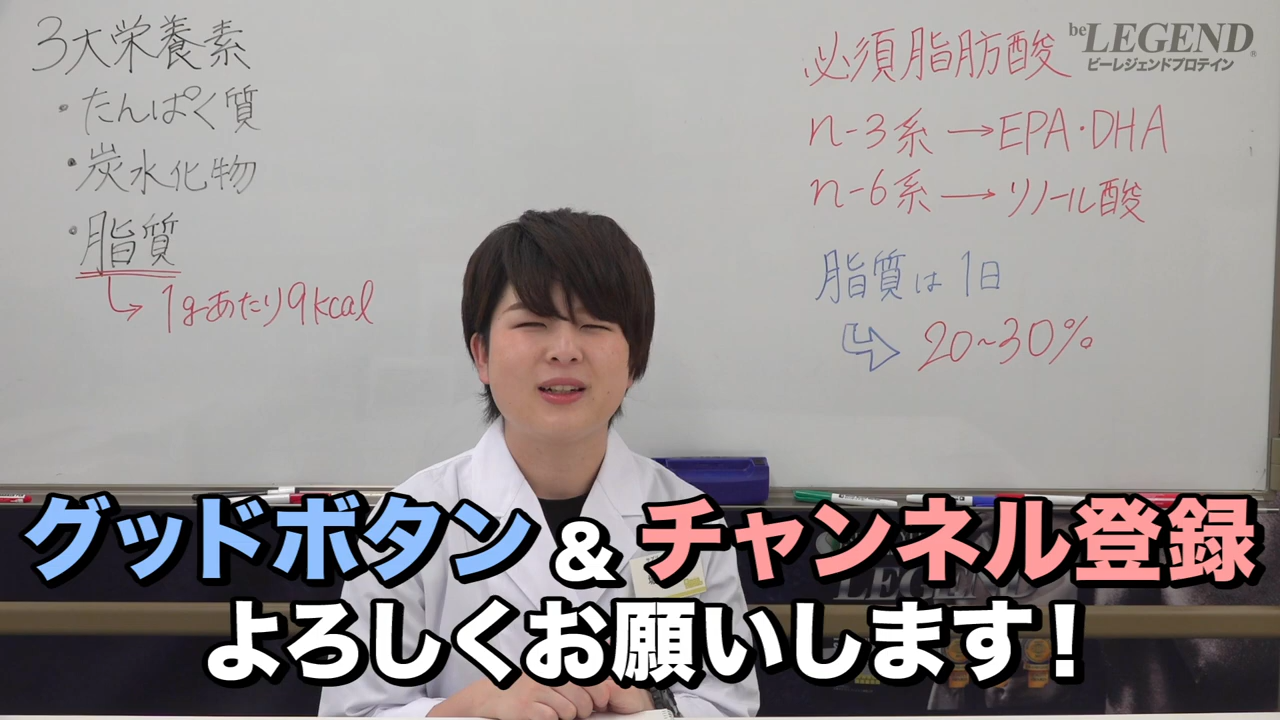 3大栄養素
・たんぱく質
・炭水化物
・脂質
1gあたり9kcal
必須脂肪酸
n-3系→EPA・DHA
n-6系→リノール酸
脂質は1日
20~30%
beLEGEND®
ビーレジェンドプロテイン
グッドボタン&チャンネル登録
よろしくお願いします!
LEGEND